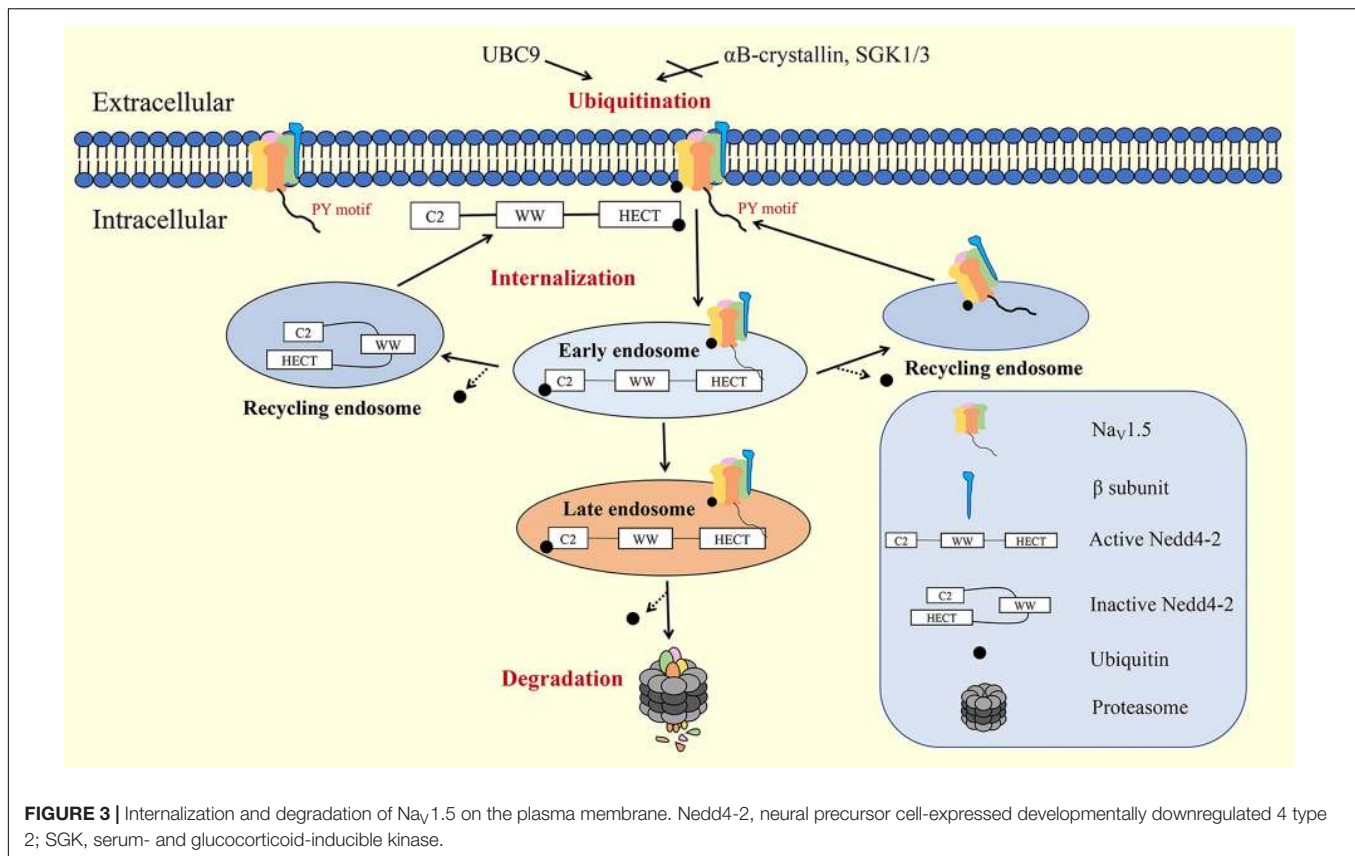 UBC9
αB-crystallin, SGK1/3
Ubiquitination
Extracellular
Intracellular
PY motif
C2
WW
HECT
PY motif
Internalization
C2
WW
HECT
Recycling endosome
Early endosome
C2
WW
HECT
Recycling endosome
Late endosome
C2
WW
HECT
Degradation
NaV1.5
β subunit
C2
WW
HECT
Active Nedd4-2
C2
WW
HECT
Inactive Nedd4-2
Ubiquitin
Proteasome
FIGURE 3 | Internalization and degradation of NaV1.5 on the plasma membrane. Nedd4-2, neural precursor cell-expressed developmentally downregulated 4 type
2; SGK, serum- and glucocorticoid-inducible kinase.